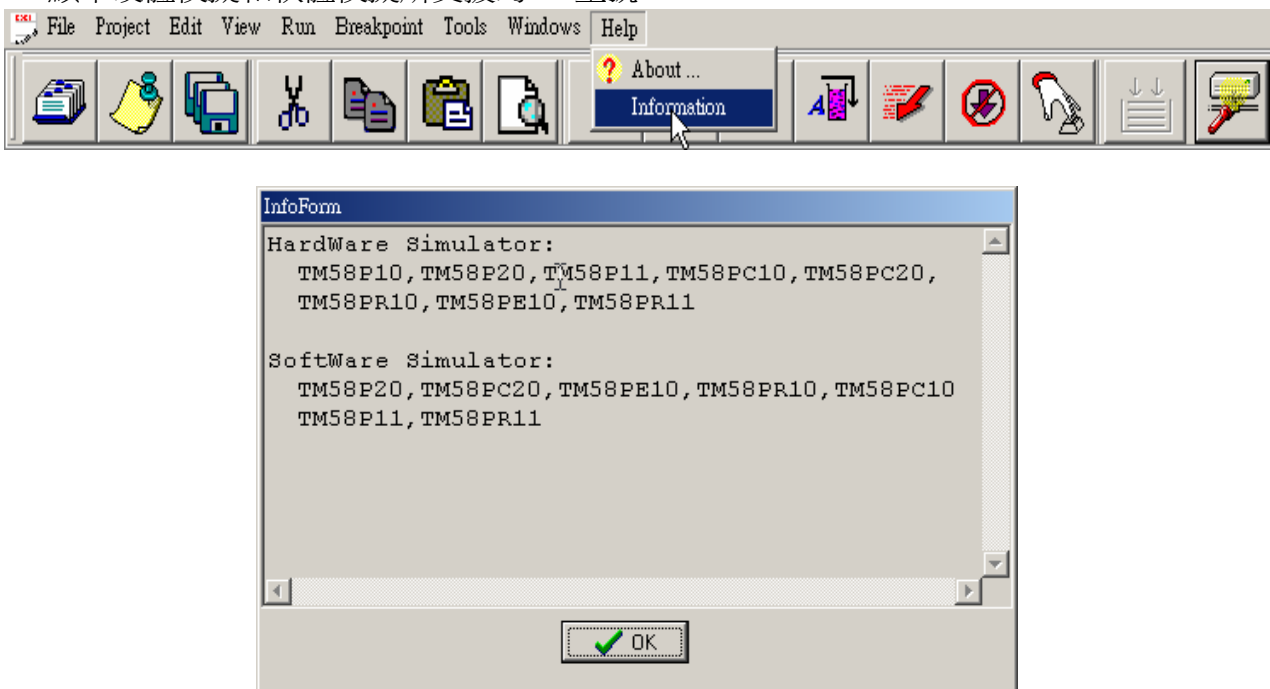 File Project Edit View Run Breakpoint Tools Windows Help
About ...
Information
InfoForm
HardWare Simulator:
TM58P10,TM58P20,TM58P11,TM58PC10,TM58PC20,
TM58PR10,TM58PE10,TM58PR11
SoftWare Simulator:
TM58P20,TM58PC20,TM58PE10,TM58PR10,TM58PC10
TM58P11,TM58PR11
OK